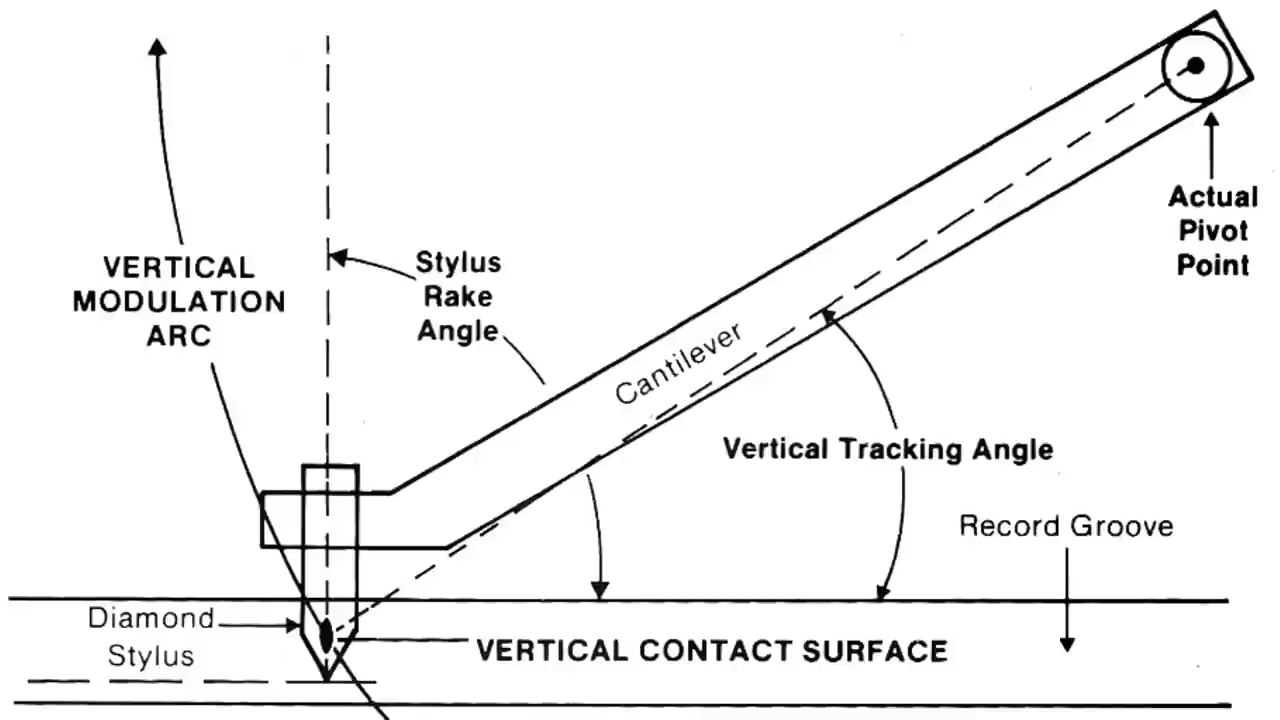 Actual
Pivot
Point
VERTICAL
MODULATION
ARC
Stylus
Rake
Angle
Cantilever
Vertical Tracking Angle
Record Groove
Diamond
Stylus
VERTICAL CONTACT SURFACE